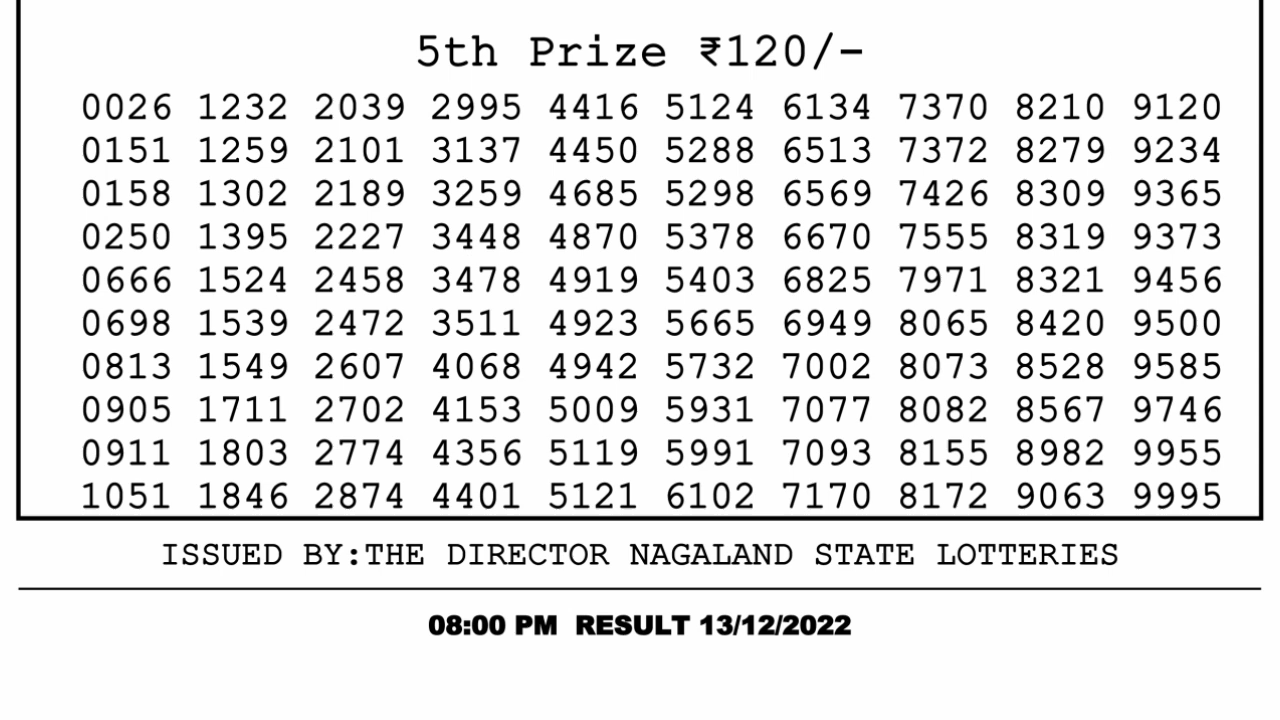 5th Prize ₹120/-
0026 1232 2039 2995 4416 5124 6134 7370 8210 9120
0151 1259 2101 3137 4450 5288 6513 7372 8279 9234
0158 1302 2189 3259 4685 5298 6569 7426 8309 9365
0250 1395 2227 3448 4870 5378 6670 7555 8319 9373
0666 1524 2458 3478 4919 5403 6825 7971 8321 9456
0698 1539 2472 3511 4923 5665 6949 8065 8420 9500
0813 1549 2607 4068 4942 5732 7002 8073 8528 9585
0905 1711 2702 4153 5009 5931 7077 8082 8567 9746
0911 1803 2774 4356 5119 5991 7093 8155 8982 9955
1051 1846 2874 4401 5121 6102 7170 8172 9063 9995
ISSUED BY:THE DIRECTOR NAGALAND STATE LOTTERIES
08:00 PM RESULT 13/12/2022